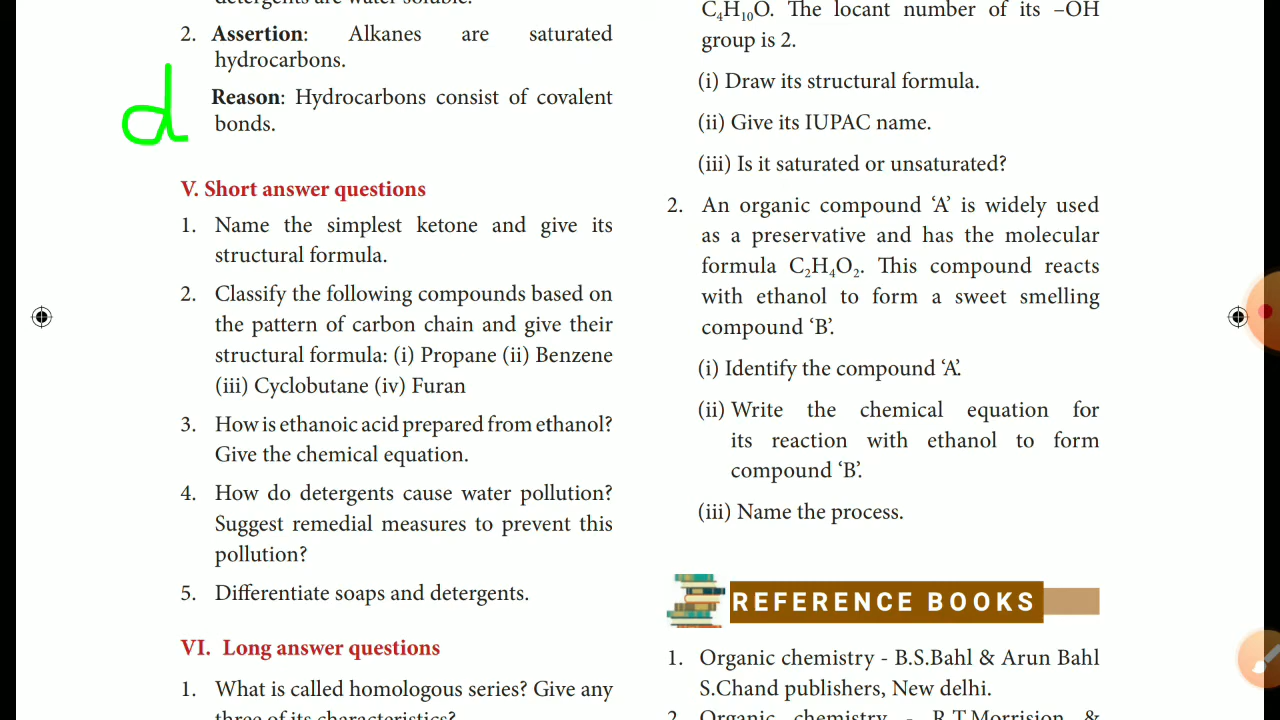 detergents are water soluble.
2. Assertion: Alkanes are saturated
hydrocarbons.
Reason: Hydrocarbons consist of covalent
bonds.
d
V. Short answer questions
1. Name the simplest ketone and give its
structural formula.
2. Classify the following compounds based on
the pattern of carbon chain and give their
structural formula: (i) Propane (ii) Benzene
(iii) Cyclobutane (iv) Furan
3. How is ethanoic acid prepared from ethanol?
Give the chemical equation.
4. How do detergents cause water pollution?
Suggest remedial measures to prevent this
pollution?
5. Differentiate soaps and detergents.
VI. Long answer questions
1. What is called homologous series? Give any
three of its characteristics?
C₄H₁₀O. The locant number of its –OH
group is 2.
(i) Draw its structural formula.
(ii) Give its IUPAC name.
(iii) Is it saturated or unsaturated?
2. An organic compound ‘A’ is widely used
as a preservative and has the molecular
formula C₂H₄O₂. This compound reacts
with ethanol to form a sweet smelling
compound ‘B’.
(i) Identify the compound ‘A’.
(ii) Write the chemical equation for
its reaction with ethanol to form
compound ‘B’.
(iii) Name the process.
REFERENCE BOOKS
1. Organic chemistry - B.S.Bahl & Arun Bahl
S.Chand publishers, New delhi.
2. Organic chemistry - R.T.Morrision &